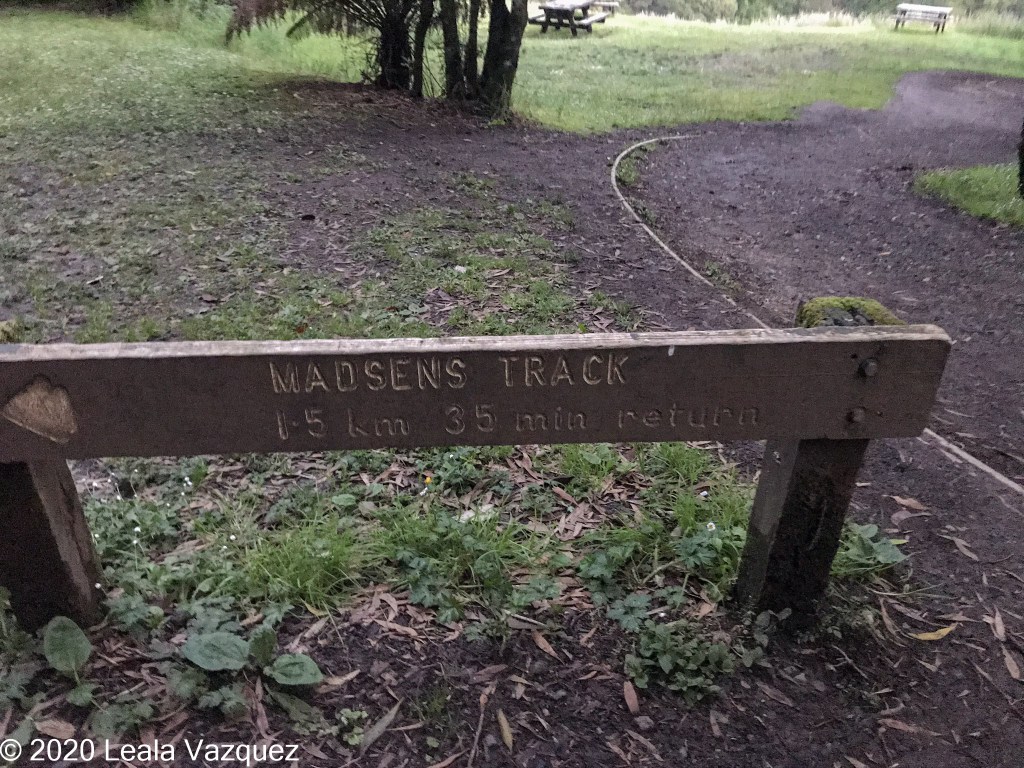 MADSENS TRACK
1·5 km 35 min return
© 2020 Leala Vazquez